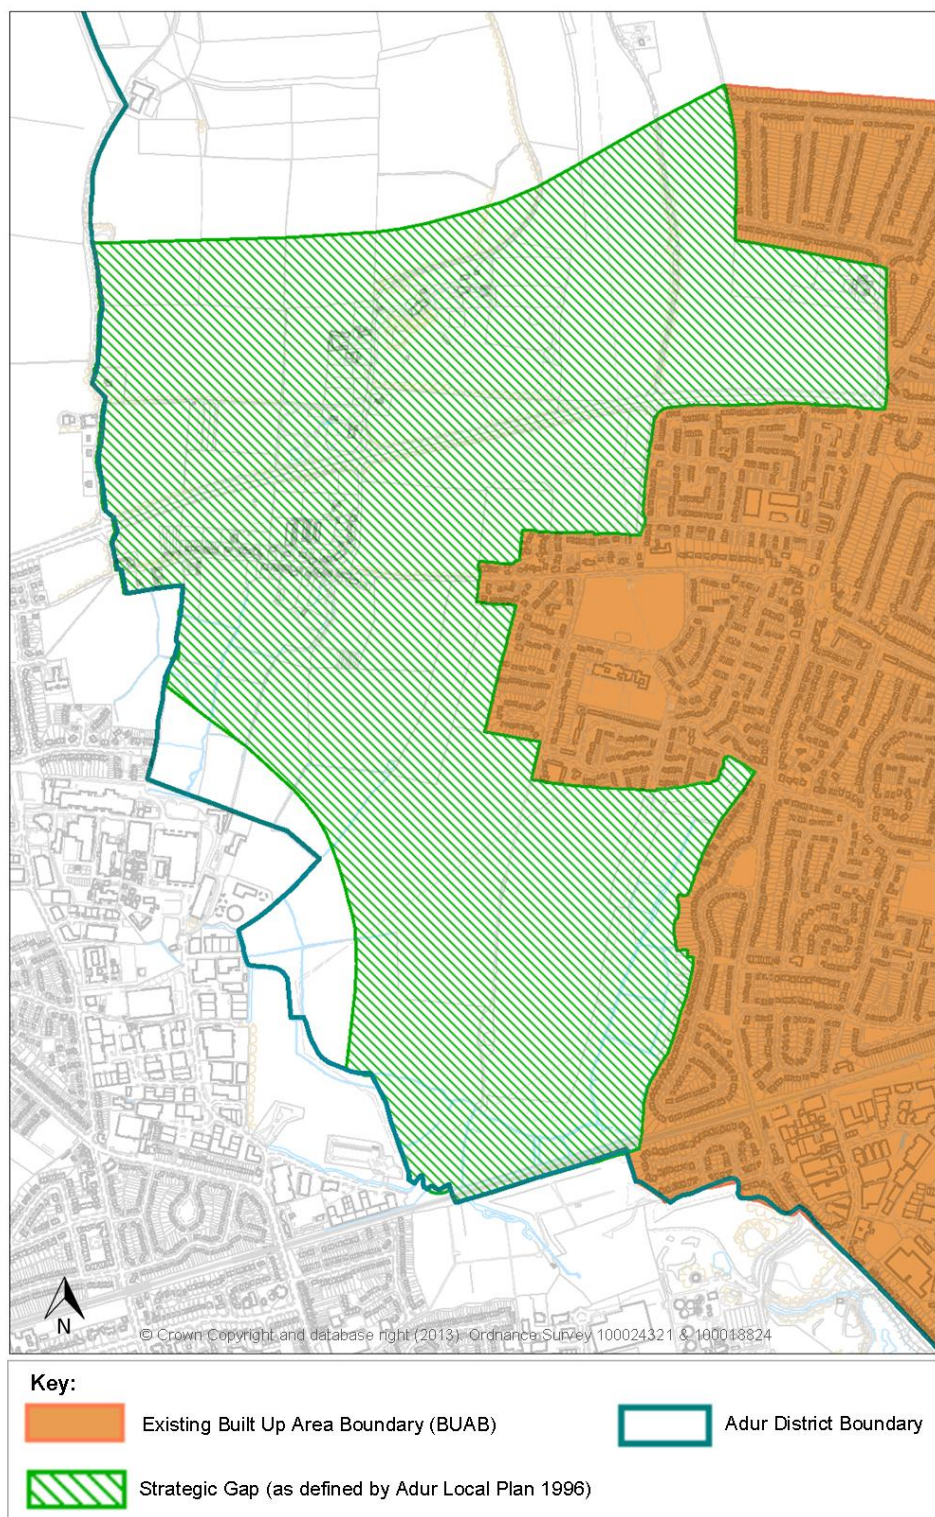 N
© Crown Copyright and database right (2013). Ordnance Survey 100024321 & 100018824
Key:
Existing Built Up Area Boundary (BUAB)
Adur District Boundary
Strategic Gap (as defined by Adur Local Plan 1996)